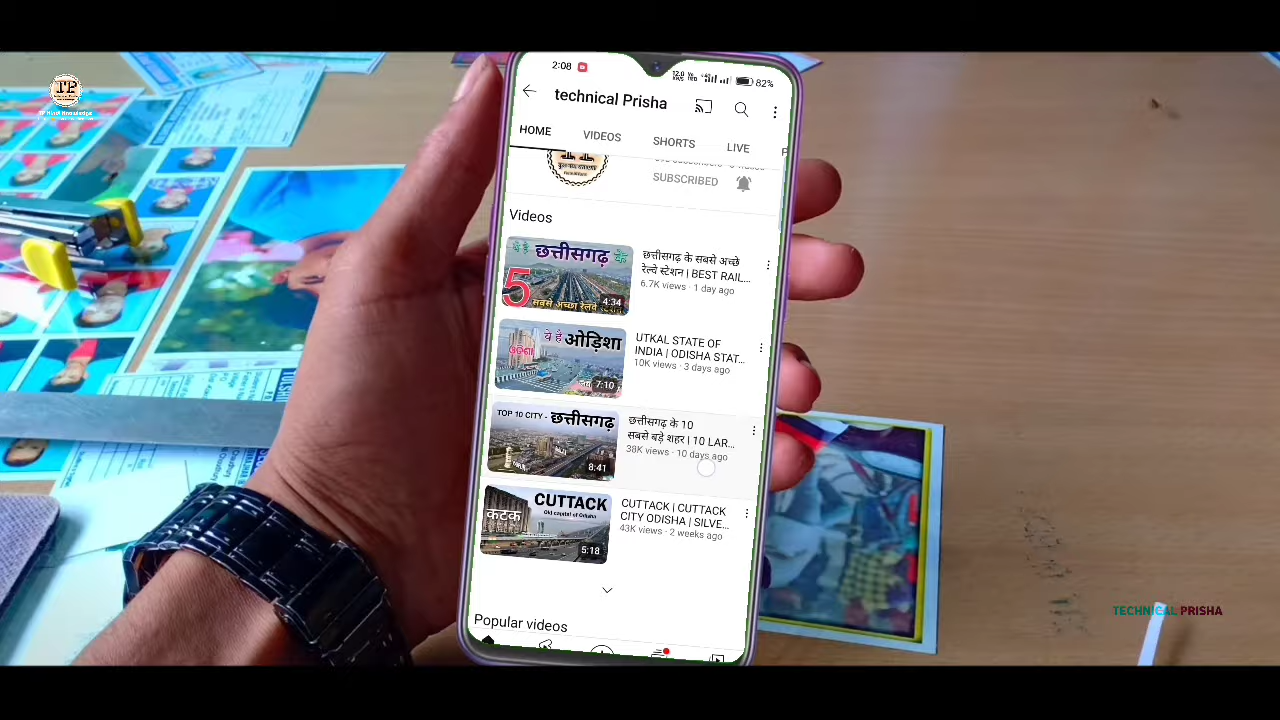 TP
TP Hindi Knowledge
2:08
82%
technical Prisha
HOME
VIDEOS
SHORTS
LIVE
SUBSCRIBED
Videos
छत्तीसगढ़ के
5
सबसे अच्छा रेलवे
4:34
छत्तीसगढ़ के सबसे अच्छे
रेल्वे स्टेशन | BEST RAIL...
6.7K views · 1 day ago
ये है ओड़िशा
7:10
UTKAL STATE OF
INDIA | ODISHA STAT...
10K views · 3 days ago
TOP 10 CITY - छत्तीसगढ़
8:41
छत्तीसगढ़ के 10
सबसे बड़े शहर | 10 LAR...
38K views · 10 days ago
CUTTACK
Old capital of Odisha
कटक
5:18
CUTTACK | CUTTACK
CITY ODISHA | SILVE...
43K views · 2 weeks ago
Popular videos
TECHNICAL PRISHA